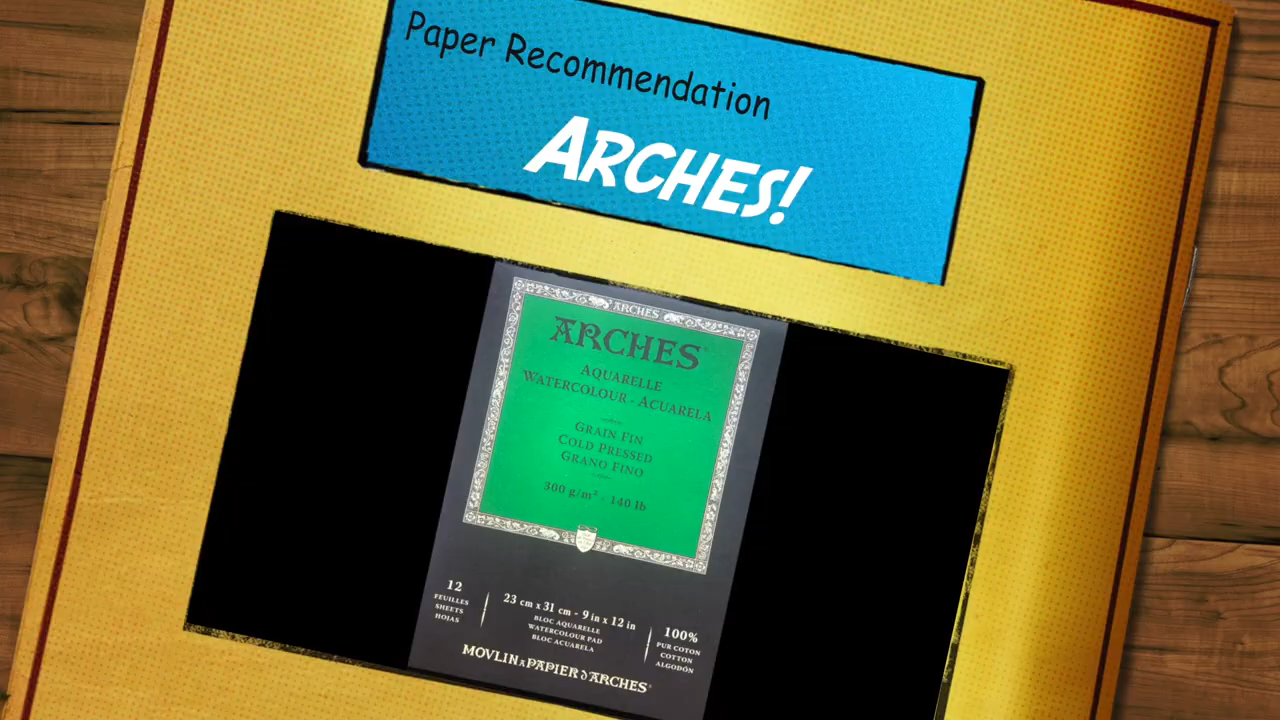 Paper Recommendation
ARCHES!
ARCHES
ARCHES®
AQUARELLE
WATERCOLOUR - ACUARELA
GRAIN FIN
COLD PRESSED
GRANO FINO
300 g/m² - 140 lb
12
FEUILLES
SHEETS
HOJAS
23 cm x 31 cm - 9 in x 12 in
BLOC AQUARELLE
WATERCOLOUR PAD
BLOC ACUARELA
100%
PUR COTON
COTTON
ALGODÓN
MOVLIN À PAPIER D'ARCHES®